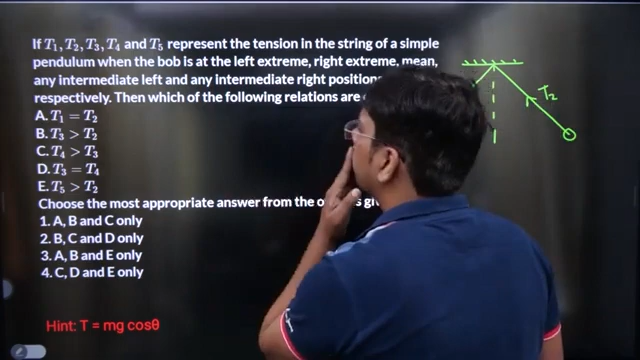 If T₁, T₂, T₃, T₄ and T₅ represent the tension in the string of a simple
pendulum when the bob is at the left extreme, right extreme, mean,
any intermediate left and any intermediate right position
respectively. Then which of the following relations are
A. T₁ = T₂
B. T₃ > T₂
C. T₄ > T₃
D. T₃ = T₄
E. T₅ > T₂
Choose the most appropriate answer from the
1. A, B and C only
2. B, C and D only
3. A, B and E only
4. C, D and E only
Hint: T = mg cosθ
T₂